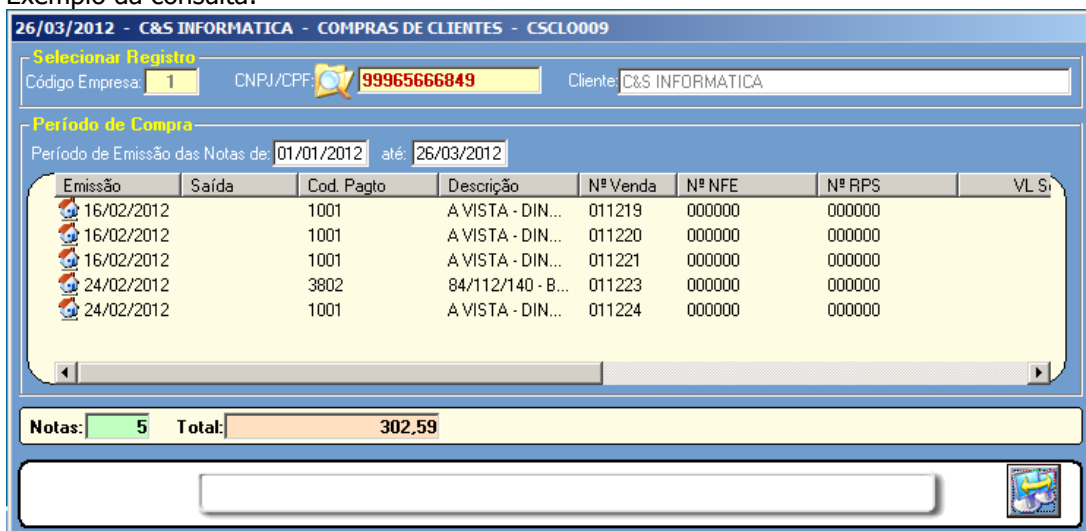 Exemplo da consulta:
26/03/2012 - C&S INFORMATICA - COMPRAS DE CLIENTES - CSCLO009
Selecionar Registro
Código Empresa: 1 CNPJ/CPF: 99965666849 Cliente: C&S INFORMATICA
Período de Compra
Período de Emissão das Notas de: 01/01/2012 até: 26/03/2012
Emissão Saída Cod. Pagto Descrição Nº Venda Nº NFE Nº RPS VL S
16/02/2012 1001 A VISTA - DIN... 011219 000000 000000
16/02/2012 1001 A VISTA - DIN... 011220 000000 000000
16/02/2012 1001 A VISTA - DIN... 011221 000000 000000
24/02/2012 3802 84/112/140 - B... 011223 000000 000000
24/02/2012 1001 A VISTA - DIN... 011224 000000 000000
Notas: 5 Total: 302,59